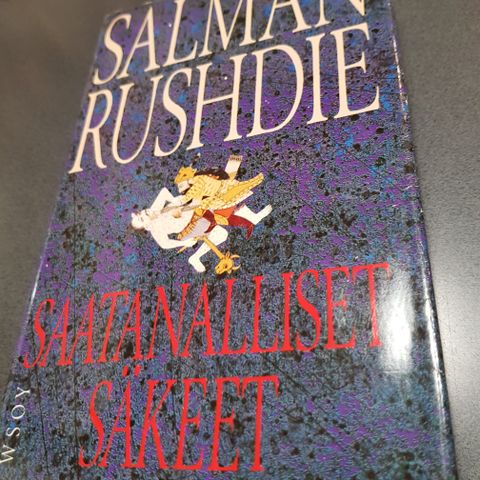 SALMAN
RUSHDIE
SAATANALLISET
SÄKEET
WSOY